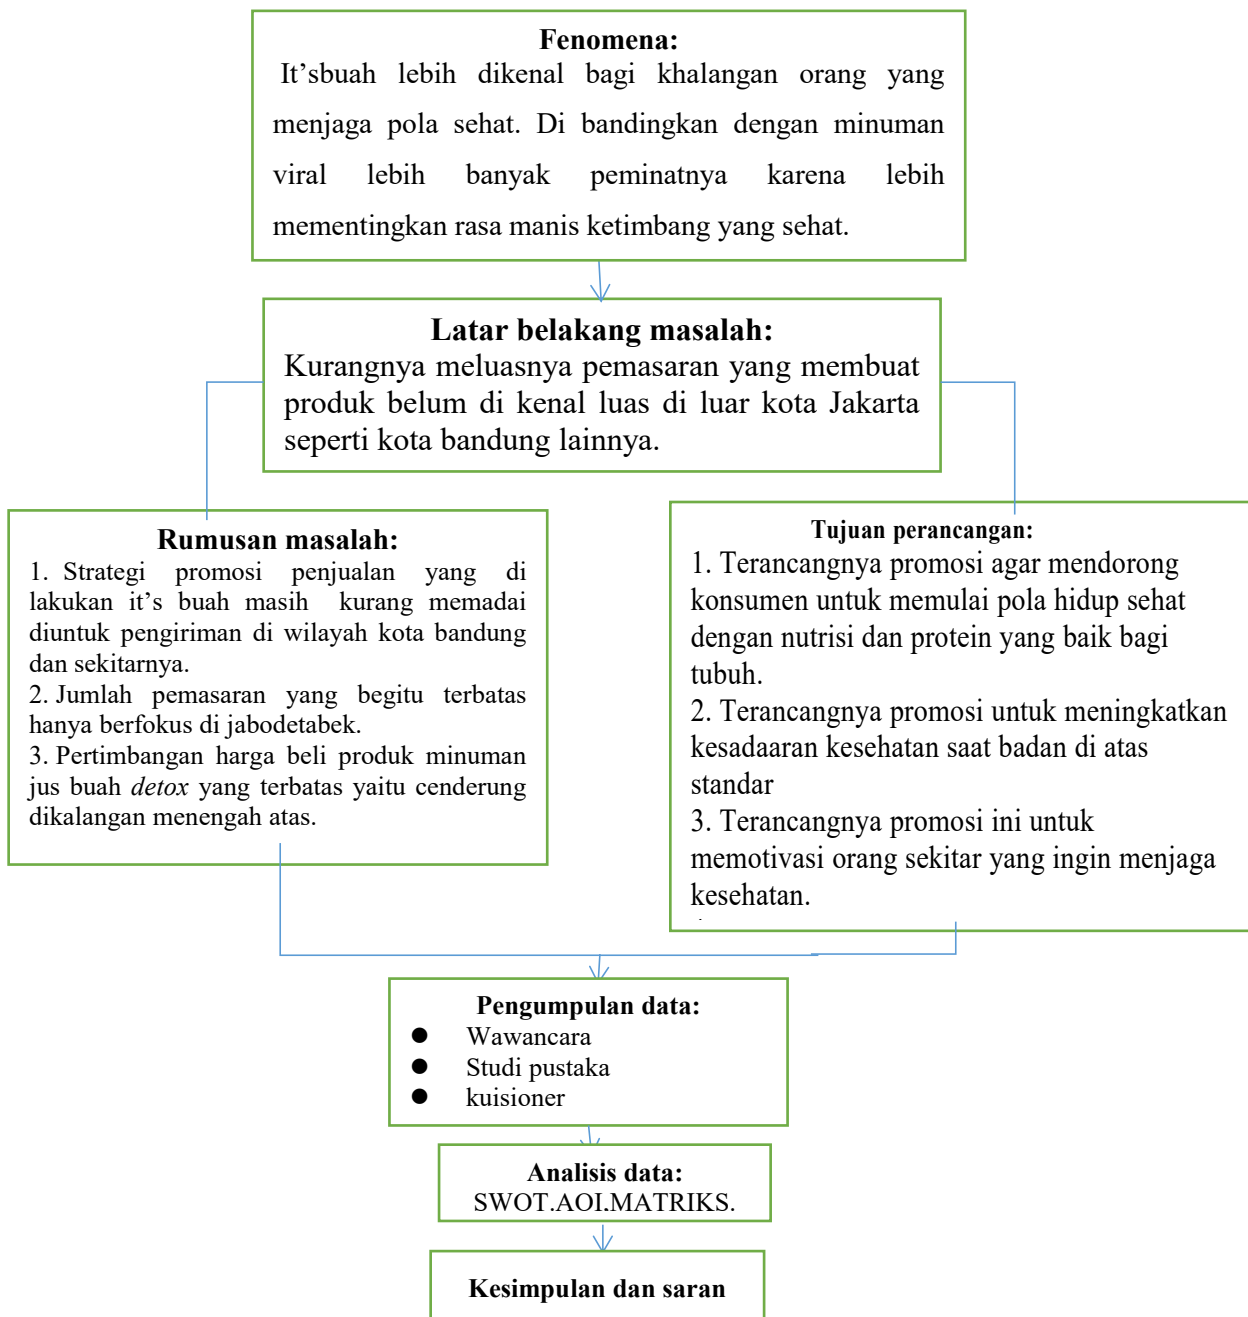 Fenomena:
It’sbuah lebih dikenal bagi khalangan orang yang
menjaga pola sehat. Di bandingkan dengan minuman
viral lebih banyak peminatnya karena lebih
mementingkan rasa manis ketimbang yang sehat.
Latar belakang masalah:
Kurangnya meluasnya pemasaran yang membuat
produk belum di kenal luas di luar kota Jakarta
seperti kota bandung lainnya.
Rumusan masalah:
1. Strategi promosi penjualan yang di
lakukan it’s buah masih kurang memadai
diuntuk pengiriman di wilayah kota bandung
dan sekitarnya.
2. Jumlah pemasaran yang begitu terbatas
hanya berfokus di jabodetabek.
3. Pertimbangan harga beli produk minuman
jus buah detox yang terbatas yaitu cenderung
dikalangan menengah atas.
Tujuan perancangan:
1. Terancangnya promosi agar mendorong
konsumen untuk memulai pola hidup sehat
dengan nutrisi dan protein yang baik bagi
tubuh.
2. Terancangnya promosi untuk meningkatkan
kesadaaran kesehatan saat badan di atas
standar
3. Terancangnya promosi ini untuk
memotivasi orang sekitar yang ingin menjaga
kesehatan.
Pengumpulan data:
● Wawancara
● Studi pustaka
● kuisioner
Analisis data:
SWOT.AOI.MATRIKS.
Kesimpulan dan saran